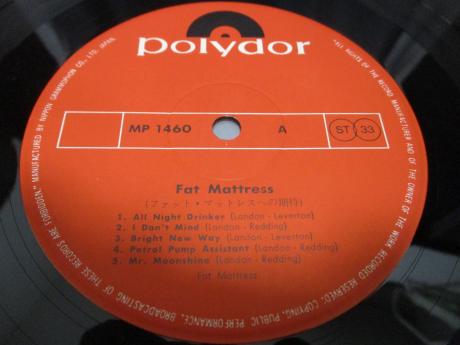 polydor
MP 1460
A
ST 33
Fat Mattress
(ファット・マットレスへの期待)
1. All Night Drinker (London - Leverton)
2. I Don't Mind (London - Redding)
3. Bright New Way (London - Leverton)
4. Petrol Pump Assistant (London - Redding)
5. Mr. Moonshine (London - Redding)
Fat Mattress
"ALL RIGHTS OF THE RECORD MANUFACTURER AND OF THE OWNER OF THE WORK RECORDED RESERVED; COPYING, PUBLIC PERFORMANCE, BROADCASTING OF THESE RECORDS ARE FORBIDDEN." MANUFACTURED BY NIPPON GRAMMOPHON CO., LTD. JAPAN.